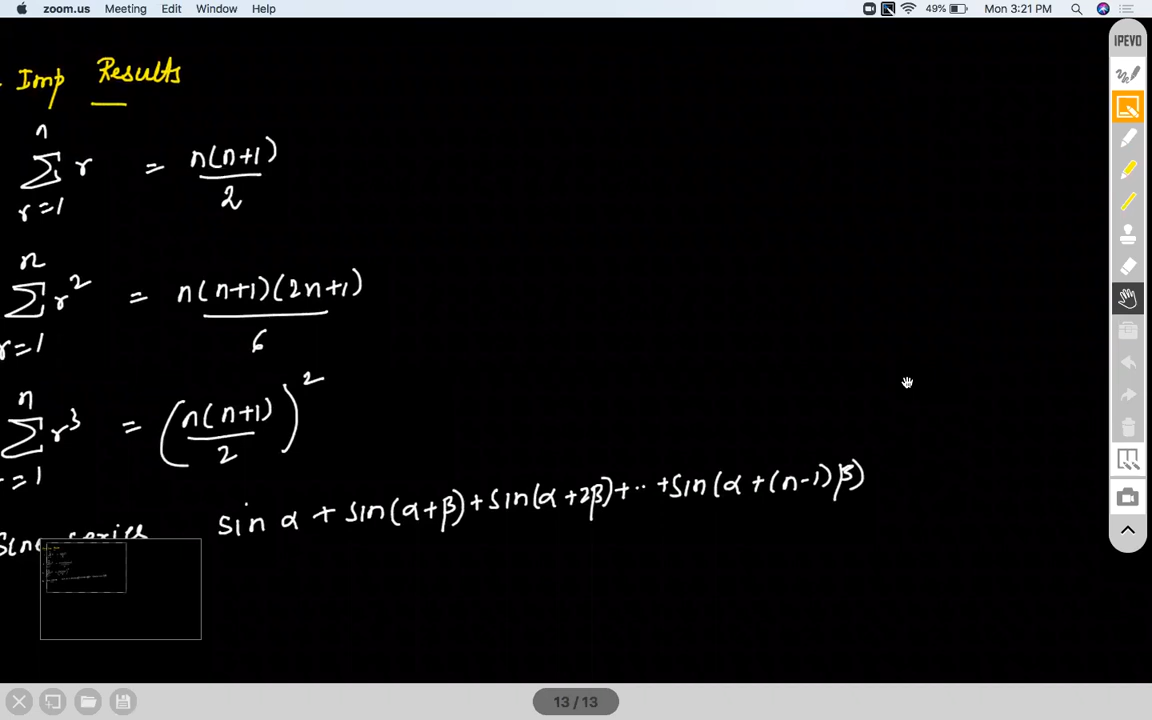 zoom.us Meeting Edit Window Help 49% Mon 3:21 PM
IPEVO
Imp Results
n
∑ r = n(n+1)/2
r=1
n
∑ r² = n(n+1)(2n+1)/6
r=1
n
∑ r³ = (n(n+1)/2)²
r=1
Sine series sin α + sin(α+β) + sin(α+2β) + ·· + sin(α+(n-1)β)
13 / 13